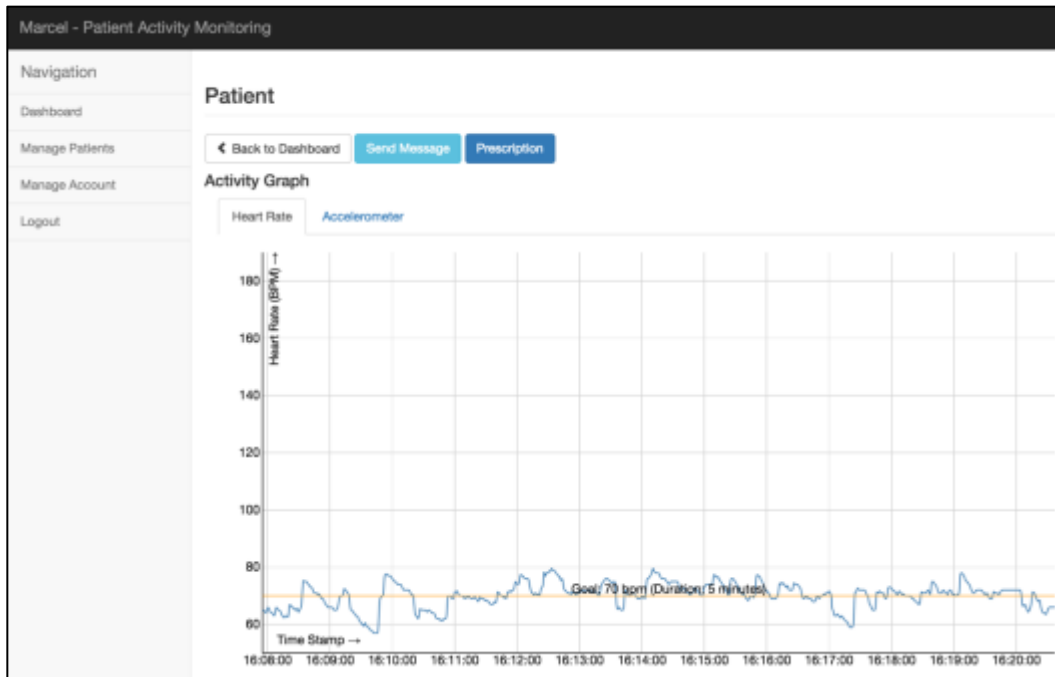 Marcel - Patient Activity Monitoring
Navigation
Dashboard
Manage Patients
Manage Account
Logout
Patient
Back to Dashboard Send Message Prescription
Activity Graph
Heart Rate Accelerometer
Heart Rate (BPM) →
180
160
140
120
100
80
60
Goal: 70 bpm (Duration: 5 minutes)
Time Stamp →
16:08:00 16:09:00 16:10:00 16:11:00 16:12:00 16:13:00 16:14:00 16:15:00 16:16:00 16:17:00 16:18:00 16:19:00 16:20:00